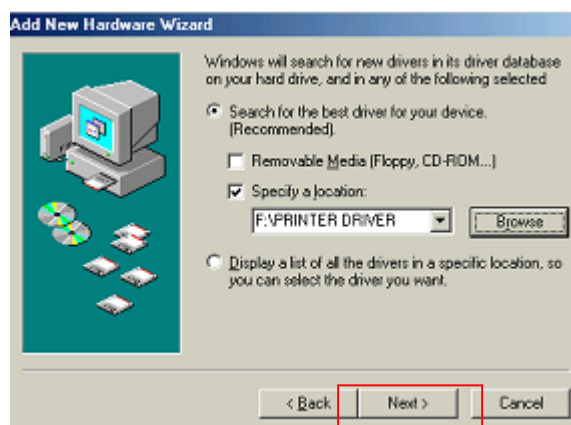 Add New Hardware Wizard
Windows will search for new drivers in its driver database
on your hard drive, and in any of the following selected
Search for the best driver for your device.
(Recommended).
Removable Media (Floppy, CD-ROM...)
Specify a location:
F:\PRINTER DRIVER
Browse
Display a list of all the drivers in a specific location, so
you can select the driver you want.
< Back
Next >
Cancel